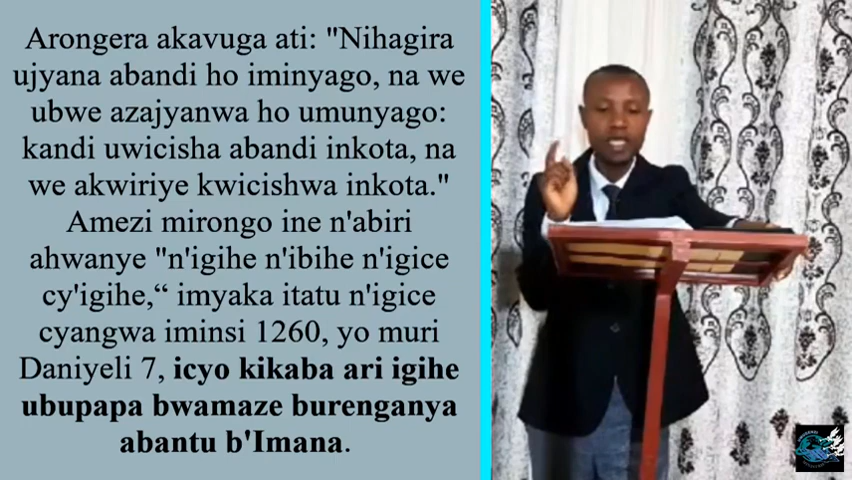 Arongera akavuga ati: "Nihagira
ujyana abandi ho iminyago, na we
ubwe azajyanwa ho umunyago:
kandi uwicisha abandi inkota, na
we akwiriye kwicishwa inkota."
Amezi mirongo ine n'abiri
ahwanye "n'igihe n'ibihe n'igice
cy'igihe,“ imyaka itatu n'igice
cyangwa iminsi 1260, yo muri
Daniyeli 7, icyo kikaba ari igihe
ubupapa bwamaze burenganya
abantu b'Imana.